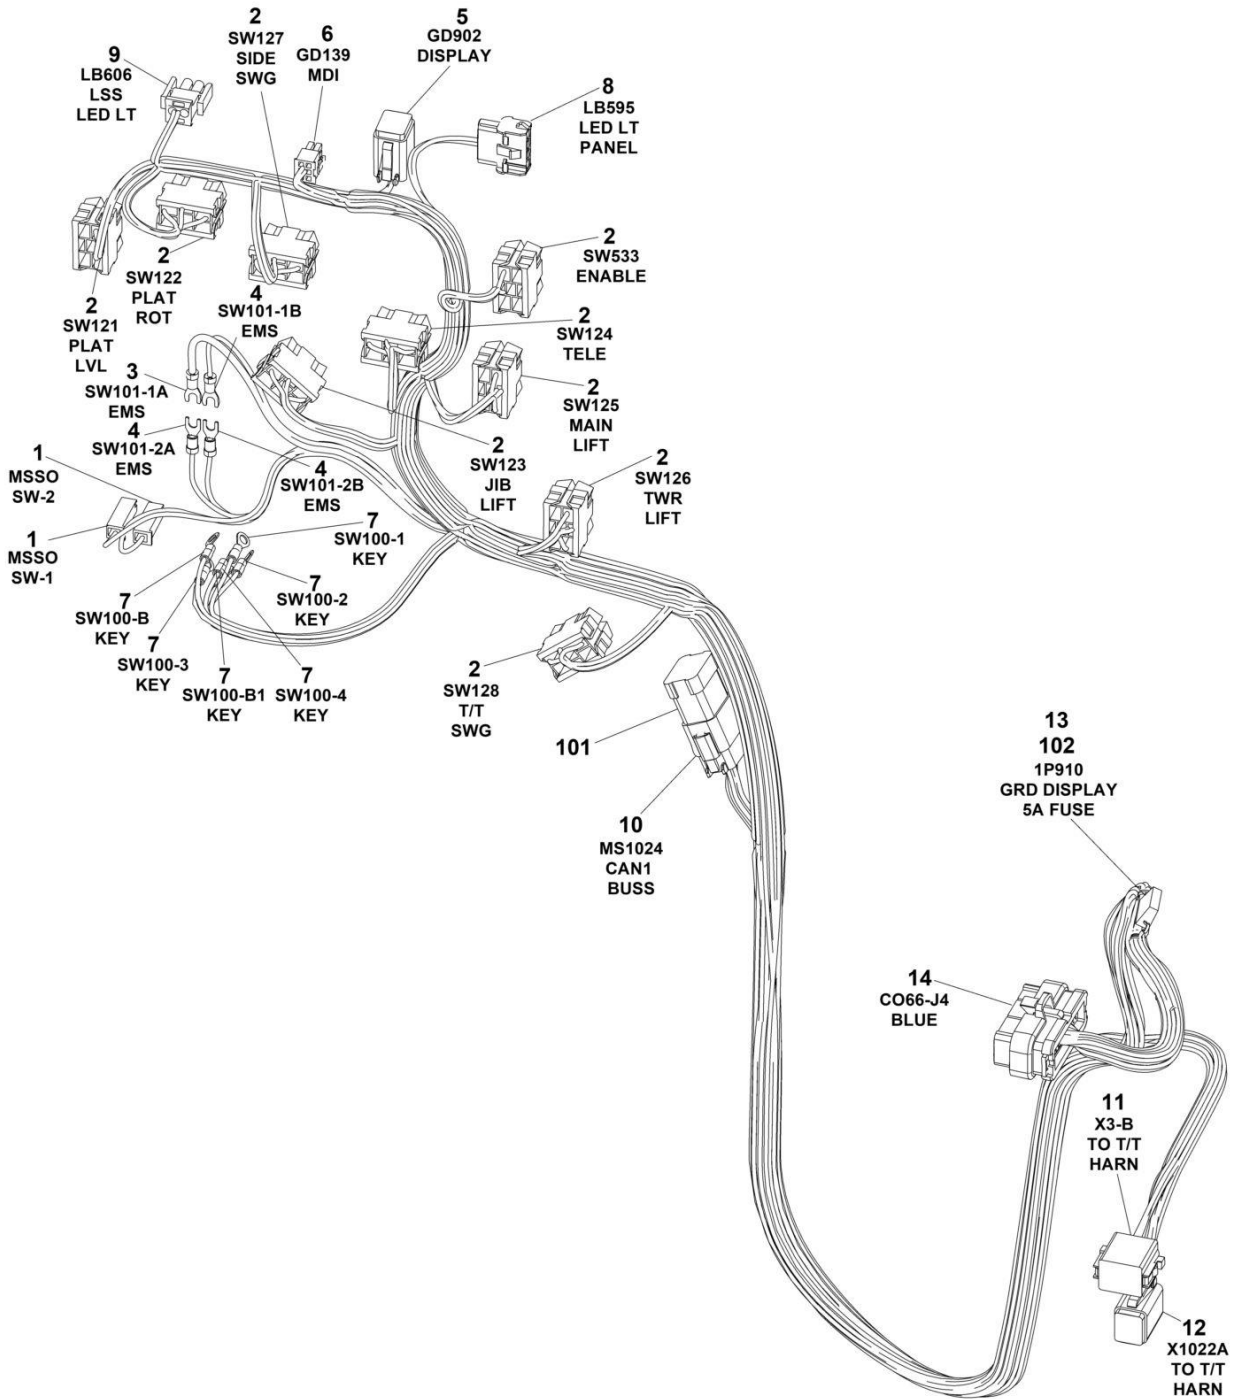 2
SW127
SIDE
SWG
6
GD139
MDI
5
GD902
DISPLAY
9
LB606
LSS
LED LT
8
LB595
LED LT
PANEL
2
SW533
ENABLE
2
SW122
PLAT
ROT
4
SW101-1B
EMS
2
SW121
PLAT
LVL
2
SW124
TELE
3
SW101-1A
EMS
2
SW125
MAIN
LIFT
4
SW101-2A
EMS
1
MSSO
SW-2
4
SW101-2B
EMS
2
SW123
JIB
LIFT
2
SW126
TWR
LIFT
1
MSSO
SW-1
7
SW100-1
KEY
7
SW100-2
KEY
7
SW100-B
KEY
7
SW100-3
KEY
7
SW100-B1
KEY
7
SW100-4
KEY
2
SW128
T/T
SWG
101
10
MS1024
CAN1
BUSS
13
102
1P910
GRD DISPLAY
5A FUSE
14
CO66-J4
BLUE
11
X3-B
TO T/T
HARN
12
X1022A
TO T/T
HARN